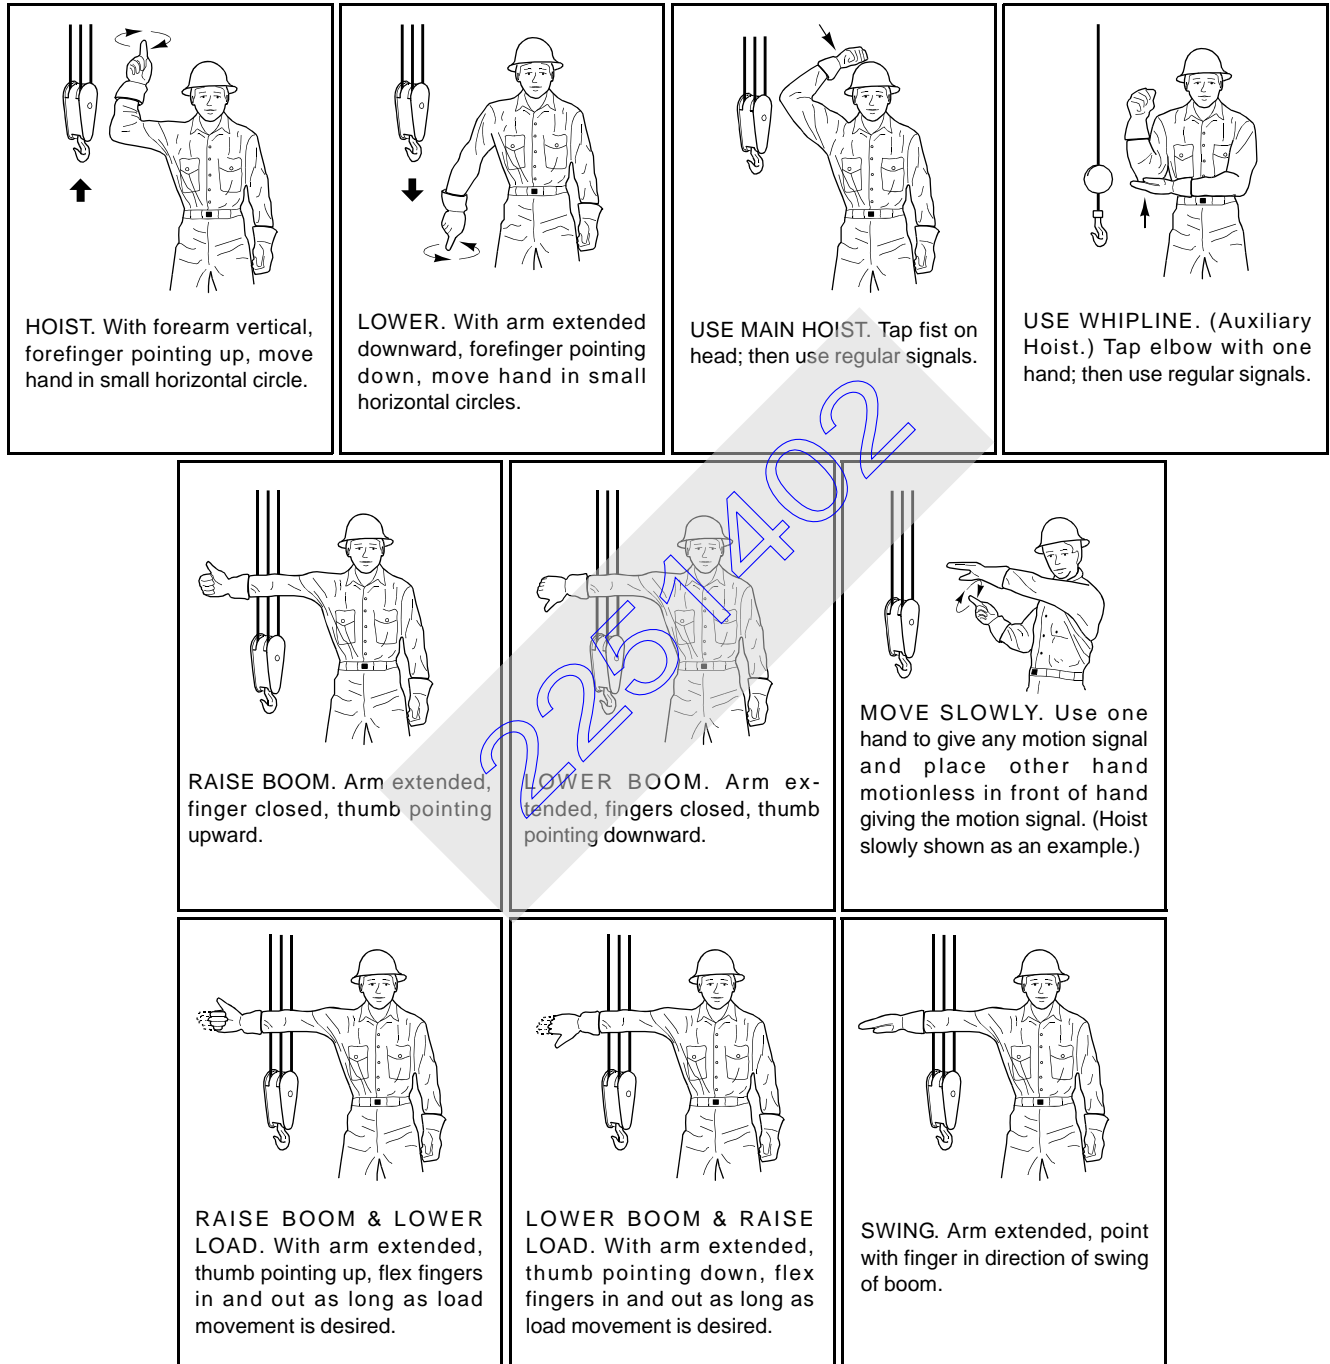 HOIST. With forearm vertical,
forefinger pointing up, move
hand in small horizontal circle.
LOWER. With arm extended
downward, forefinger pointing
down, move hand in small
horizontal circles.
USE MAIN HOIST. Tap fist on
head; then use regular signals.
USE WHIPLINE. (Auxiliary
Hoist.) Tap elbow with one
hand; then use regular signals.
RAISE BOOM. Arm extended,
finger closed, thumb pointing
upward.
LOWER BOOM. Arm ex-
tended, fingers closed, thumb
pointing downward.
MOVE SLOWLY. Use one
hand to give any motion signal
and place other hand
motionless in front of hand
giving the motion signal. (Hoist
slowly shown as an example.)
RAISE BOOM & LOWER
LOAD. With arm extended,
thumb pointing up, flex fingers
in and out as long as load
movement is desired.
LOWER BOOM & RAISE
LOAD. With arm extended,
thumb pointing down, flex
fingers in and out as long as
load movement is desired.
SWING. Arm extended, point
with finger in direction of swing
of boom.
2251402